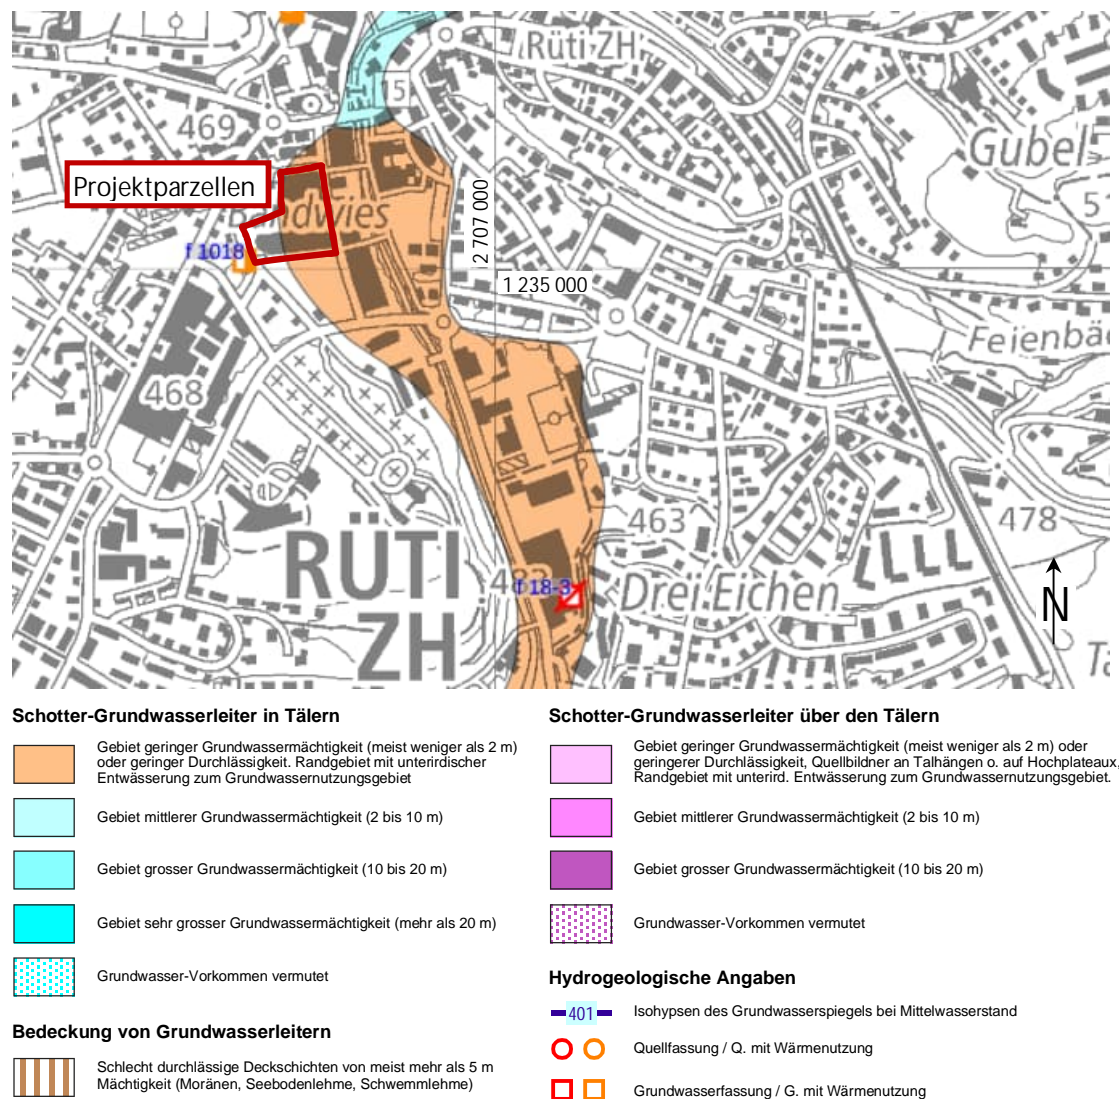 Rüti ZH
5
469
Gubel
Projektparzellen
Bandwies
2 707 000
5
f 1018
1 235 000
468
463
478
RÜTI
ZH
482
f 18-3
Drei Eichen
N
Schotter-Grundwasserleiter in Tälern
Gebiet geringer Grundwassermächtigkeit (meist weniger als 2 m)
oder geringer Durchlässigkeit. Randgebiet mit unterirdischer
Entwässerung zum Grundwassernutzungsgebiet
Gebiet mittlerer Grundwassermächtigkeit (2 bis 10 m)
Gebiet grosser Grundwassermächtigkeit (10 bis 20 m)
Gebiet sehr grosser Grundwassermächtigkeit (mehr als 20 m)
Grundwasser-Vorkommen vermutet
Bedeckung von Grundwasserleitern
Schlecht durchlässige Deckschichten von meist mehr als 5 m
Mächtigkeit (Moränen, Seebodenlehme, Schwemmlehme)
Schotter-Grundwasserleiter über den Tälern
Gebiet geringer Grundwassermächtigkeit (meist weniger als 2 m) oder
geringerer Durchlässigkeit, Quellbildner an Talhängen o. auf Hochplateaux,
Randgebiet mit unterird. Entwässerung zum Grundwassernutzungsgebiet.
Gebiet mittlerer Grundwassermächtigkeit (2 bis 10 m)
Gebiet grosser Grundwassermächtigkeit (10 bis 20 m)
Grundwasser-Vorkommen vermutet
Hydrogeologische Angaben
401 Isohypsen des Grundwasserspiegels bei Mittelwasserstand
Quellfassung / Q. mit Wärmenutzung
Grundwasserfassung / G. mit Wärmenutzung